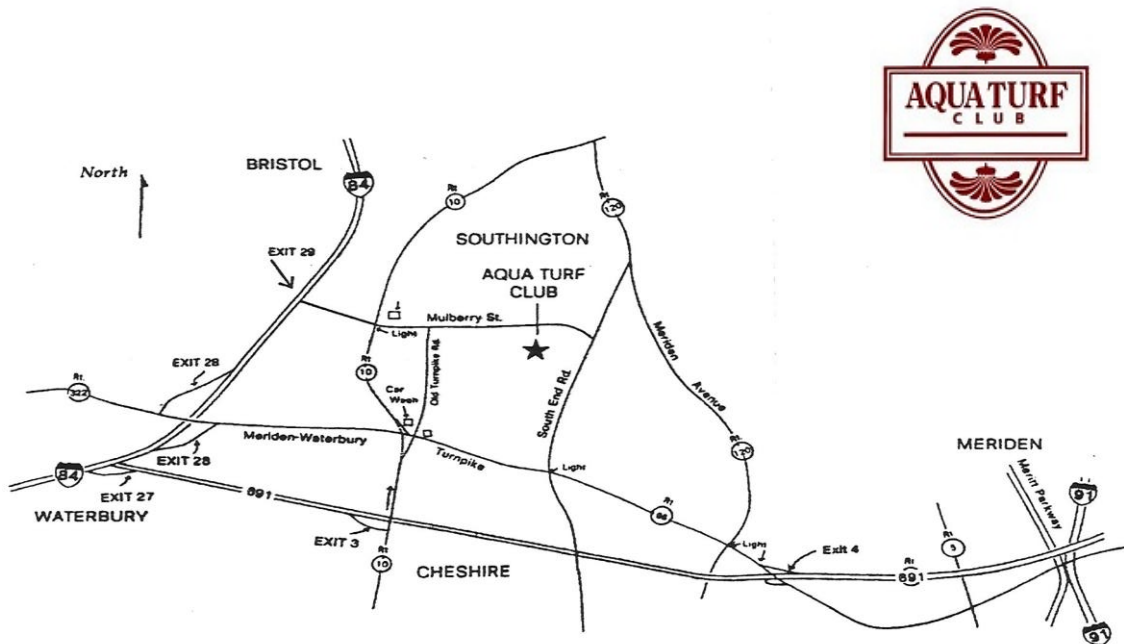 AQUA TURF
CLUB
North
BRISTOL
84
Rt
10
Rt
120
SOUTHINGTON
EXIT 29
AQUA TURF
CLUB
Mulberry St.
Light
Old Turnpike Rd.
Meriden
Avenue
EXIT 28
Rt
10
Rt.
322
Car
Wash
South End Rd.
Meriden-Waterbury
Turnpike
EXIT 28
Light
Rt
120
MERIDEN
84
EXIT 27
691
Rt
66
Meritt Parkway
91
WATERBURY
EXIT 3
Light
Exit 4
Rt
5
Rt
10
CHESHIRE
Rt
691
91